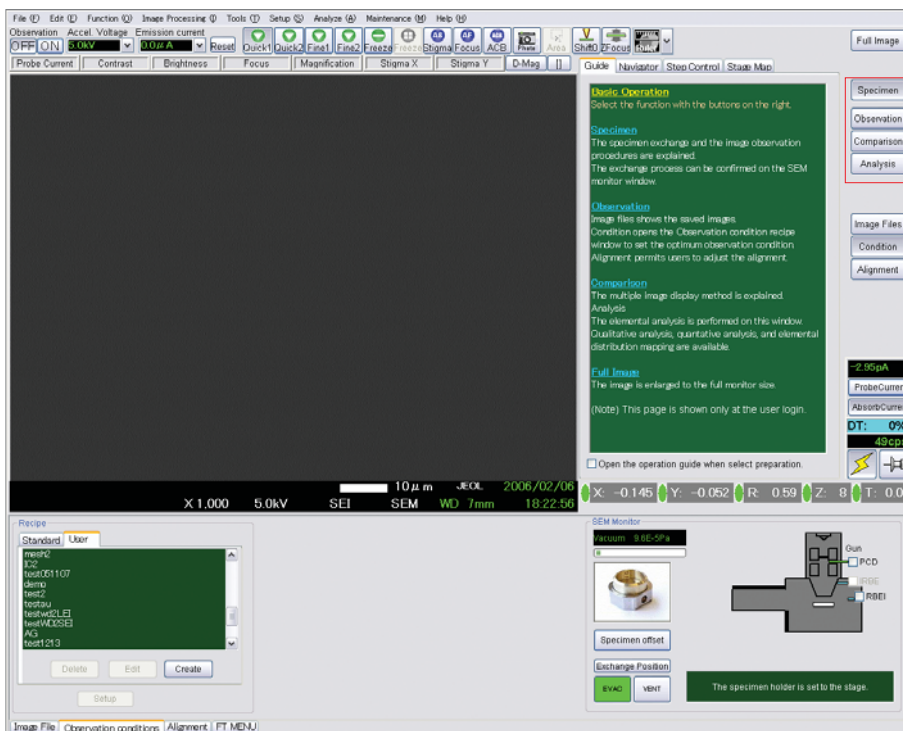 File (F) Edit (E) Function (Q) Image Processing (I) Tools (T) Setup (S) Analyze (A) Maintenance (M) Help (H)
Observation Accel. Voltage Emission current
OFF ON 5.0kV 0.0μA Reset Quick1 Quick2 Fine1 Fine2 Freeze Freeze Stigma Focus ACB Photo Area Shift0 ZFocus Ruler
Full Image
Probe Current Contrast Brightness Focus Magnification Stigma X Stigma Y D-Mag []
Guide Navigator Step Control Stage Map
Basic Operation
Select the function with the buttons on the right.
Specimen
The specimen exchange and the image observation
procedures are explained.
The exchange process can be confirmed on the SEM
monitor window.
Observation
Image files shows the saved images.
Condition opens the Observation condition recipe
window to set the optimum observation condition
Alignment permits users to adjust the alignment.
Comparison
The multiple image display method is explained.
Analysis
The elemental analysis is performed on this window.
Qualitative analysis, quantative analysis, and elemental
distribution mapping are available.
Full Image
The image is enlarged to the full monitor size.
(Note) This page is shown only at the user login.
Open the operation guide when select preparation.
Specimen
Observation
Comparison
Analysis
Image Files
Condition
Alignment
-2.95pA
ProbeCurren
AbsorbCurre
DT: 0%
49cps
10μm JEOL 2006/02/06
X 1,000 5.0kV SEI SEM WD 7mm 18:22:56
X: -0.145 Y: -0.052 R: 0.59 Z: 8 T: 0.0
Recipe
Standard User
mesh2
IC2
test051107
demo
test2
testau
testwd2LEI
testWD2SEI
AG
test1213
Delete Edit Create
Setup
SEM Monitor
Vacuum 9.6E-5Pa
Gun
PCD
IRBE
RBEI
Specimen offset
Exchange Position
EVAC VENT
The specimen holder is set to the stage.
Image File Observation conditions Alignment FT MENU